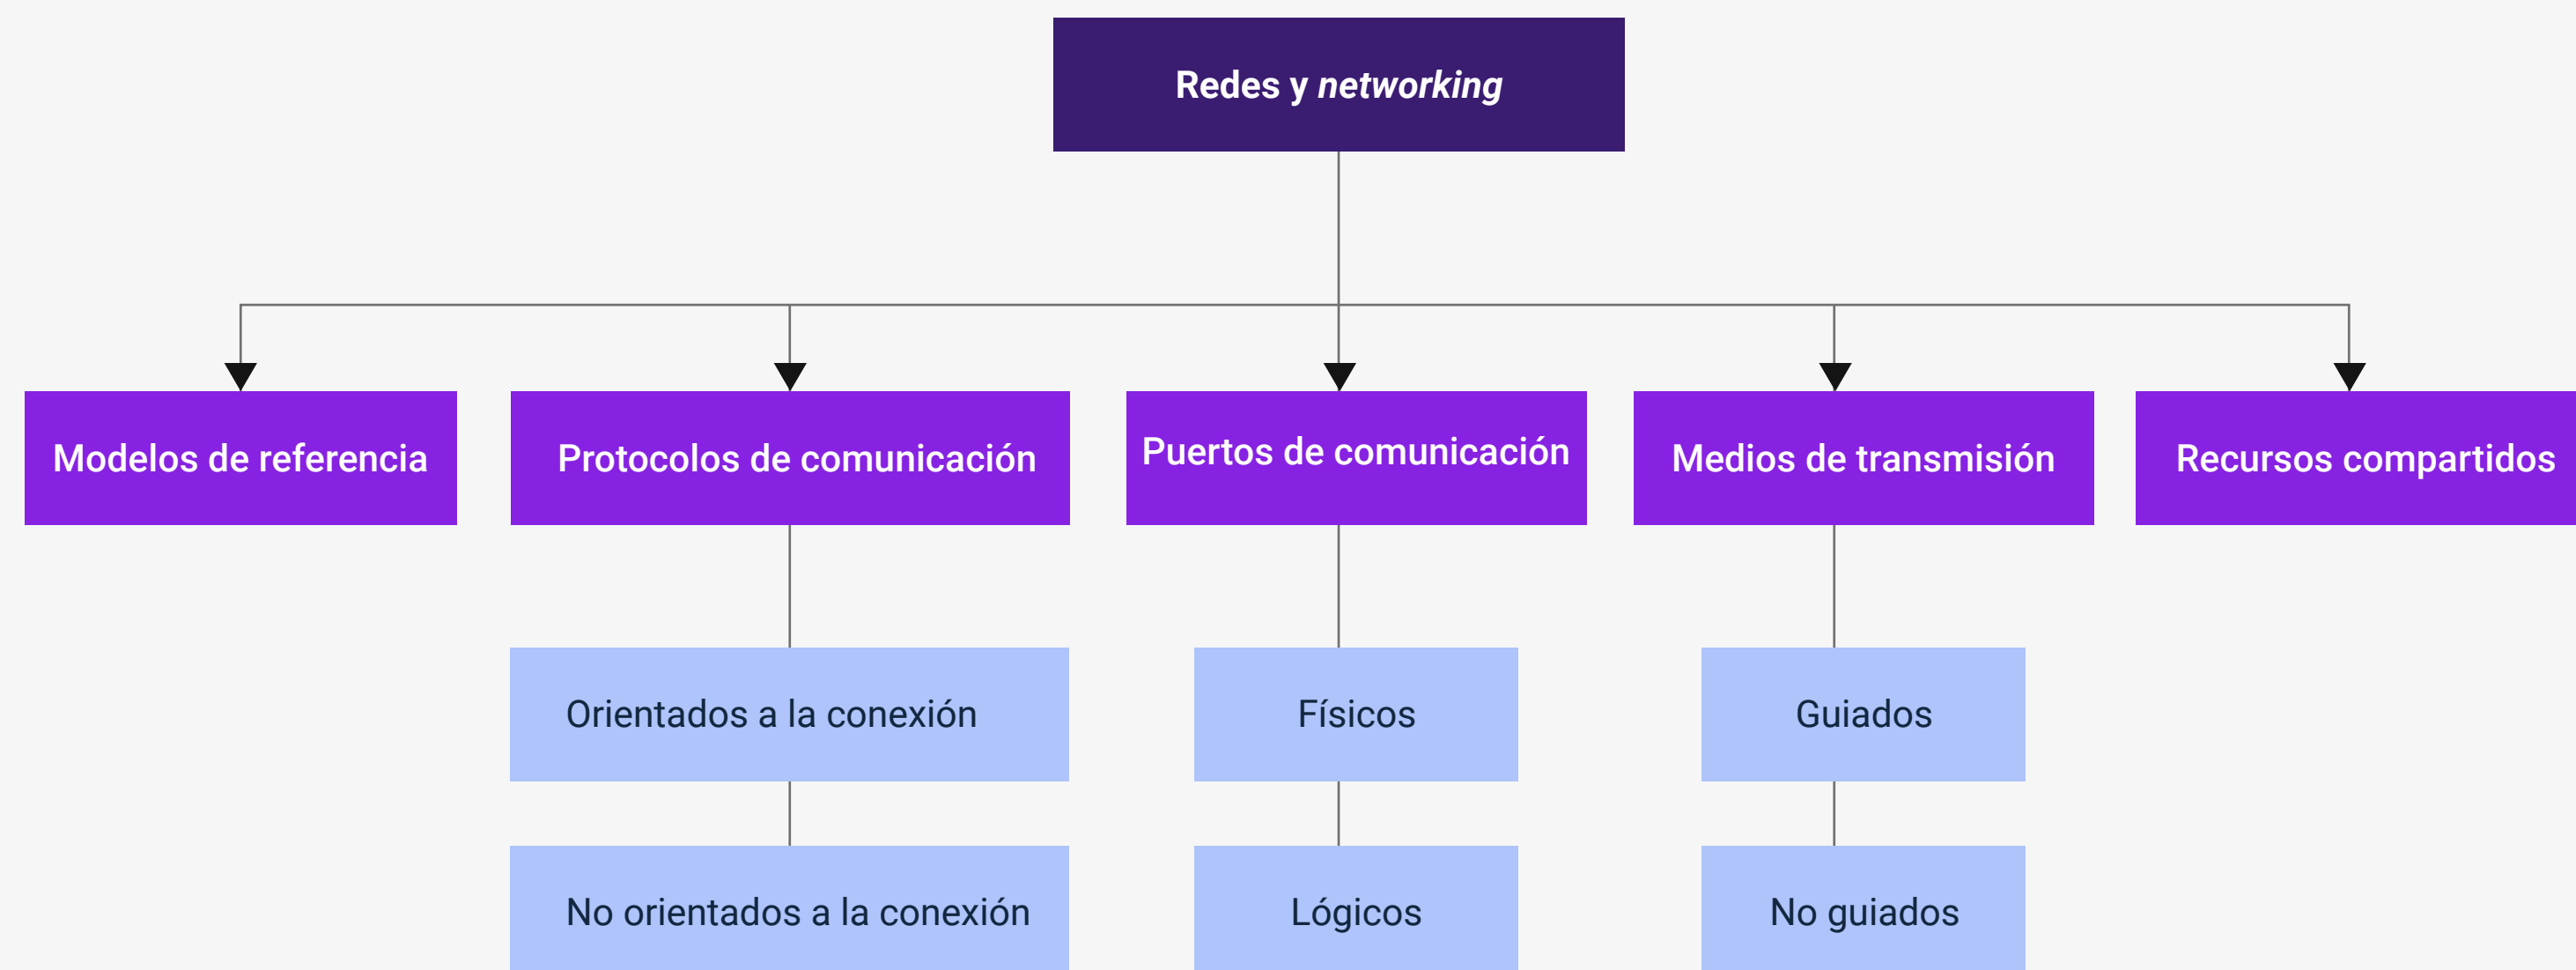 Redes y networking
Modelos de referencia
Protocolos de comunicación
Puertos de comunicación
Medios de transmisión
Recursos compartidos
Orientados a la conexión
Físicos
Guiados
No orientados a la conexión
Lógicos
No guiados